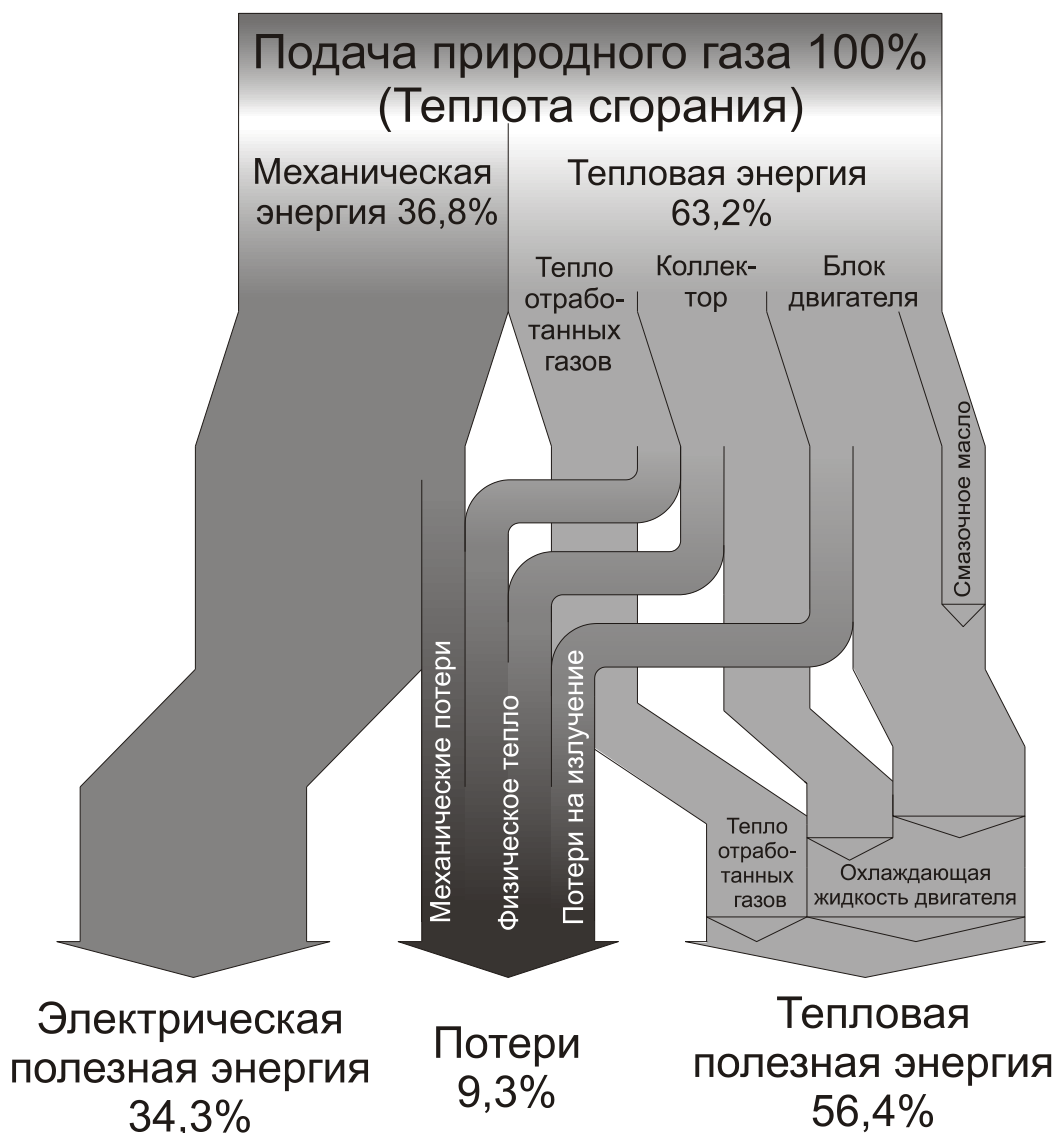 Подача природного газа 100%
(Теплота сгорания)
Механическая
энергия 36,8%
Тепловая энергия
63,2%
Тепло
отрабо-
танных
газов
Коллек-
тор
Блок
двигателя
Смазочное масло
Механические потери
Физическое тепло
Потери на излучение
Тепло
отрабо-
танных
газов
Охлаждающая
жидкость двигателя
Электрическая
полезная энергия
34,3%
Потери
9,3%
Тепловая
полезная энергия
56,4%